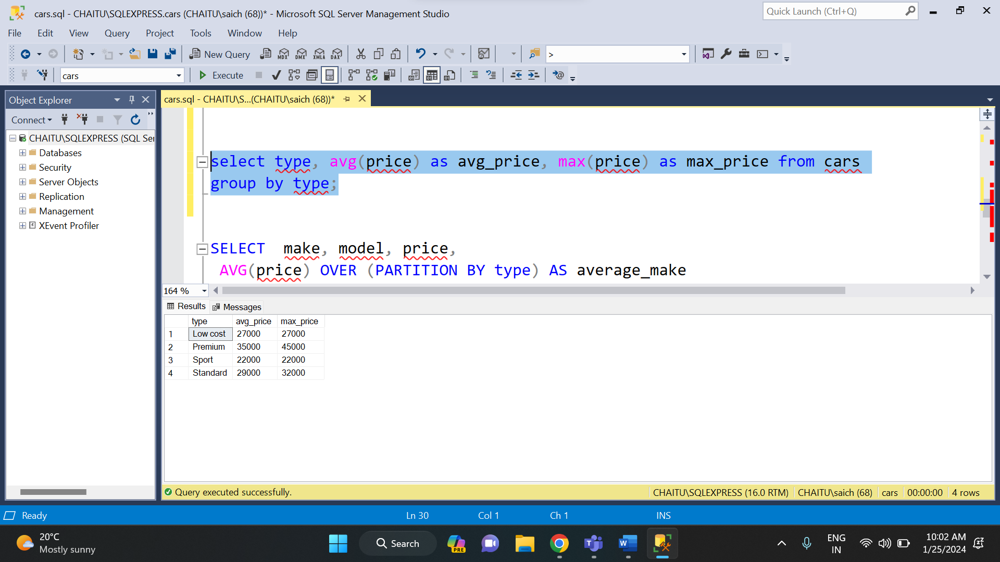 cars.sql - CHAITU\SQLEXPRESS.cars (CHAITU\saich (68))* - Microsoft SQL Server Management Studio
Quick Launch (Ctrl+Q)
File Edit View Query Project Tools Window Help
New Query MDX DMX XMLA DAX >
cars Execute
Object Explorer
cars.sql - CHAITU\S...(CHAITU\saich (68))*
Connect
CHAITU\SQLEXPRESS (SQL Ser
Databases
Security
Server Objects
Replication
Management
XEvent Profiler
select type, avg(price) as avg_price, max(price) as max_price from cars
group by type;
SELECT  make, model, price,
AVG(price) OVER (PARTITION BY type) AS average_make
164 %
Results Messages
type avg_price max_price
1 Low cost 27000 27000
2 Premium 35000 45000
3 Sport 22000 22000
4 Standard 29000 32000
Query executed successfully. CHAITU\SQLEXPRESS (16.0 RTM) CHAITU\saich (68) cars 00:00:00 4 rows
Ready Ln 30 Col 1 Ch 1 INS
20°C
Mostly sunny
Search
PRE
ENG
IN
10:02 AM
1/25/2024